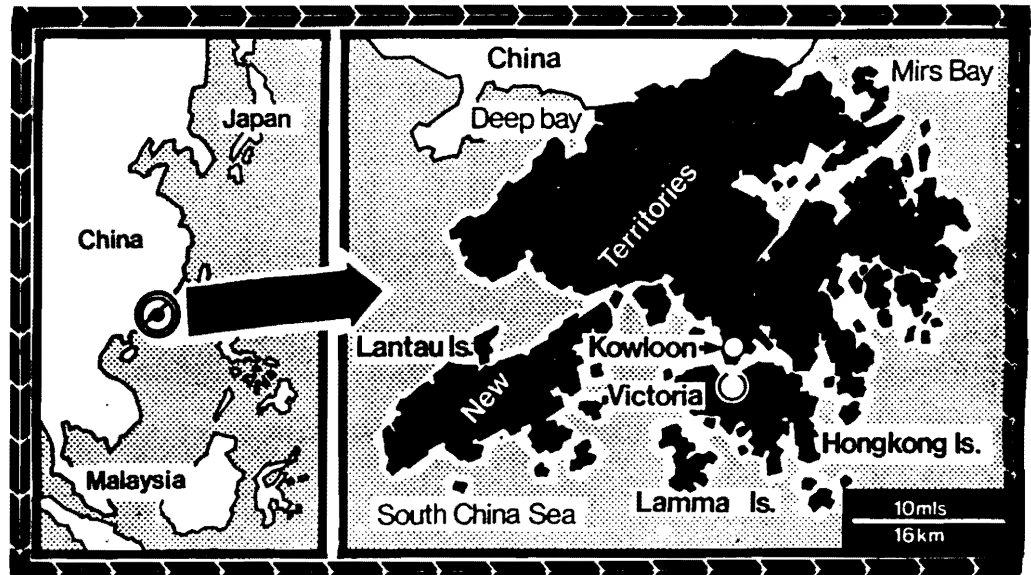 Japan
China
Malaysia
China
Mirs Bay
Deep bay
Territories
Lantau Is.
Kowloon
New
Victoria
Hongkong Is.
Lamma Is.
South China Sea
10mls
16km